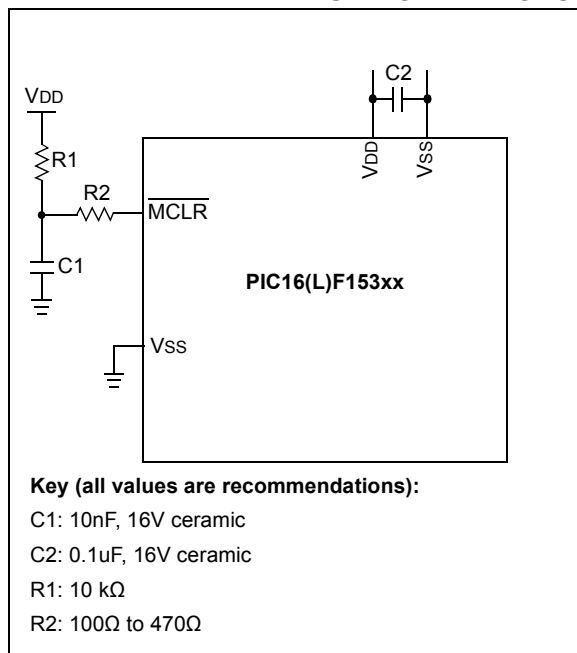 C2
VDD
R1
VDD
VSS
R2
MCLR
C1
PIC16(L)F153xx
VSS
Key (all values are recommendations):
C1: 10nF, 16V ceramic
C2: 0.1uF, 16V ceramic
R1: 10 kΩ
R2: 100Ω to 470Ω